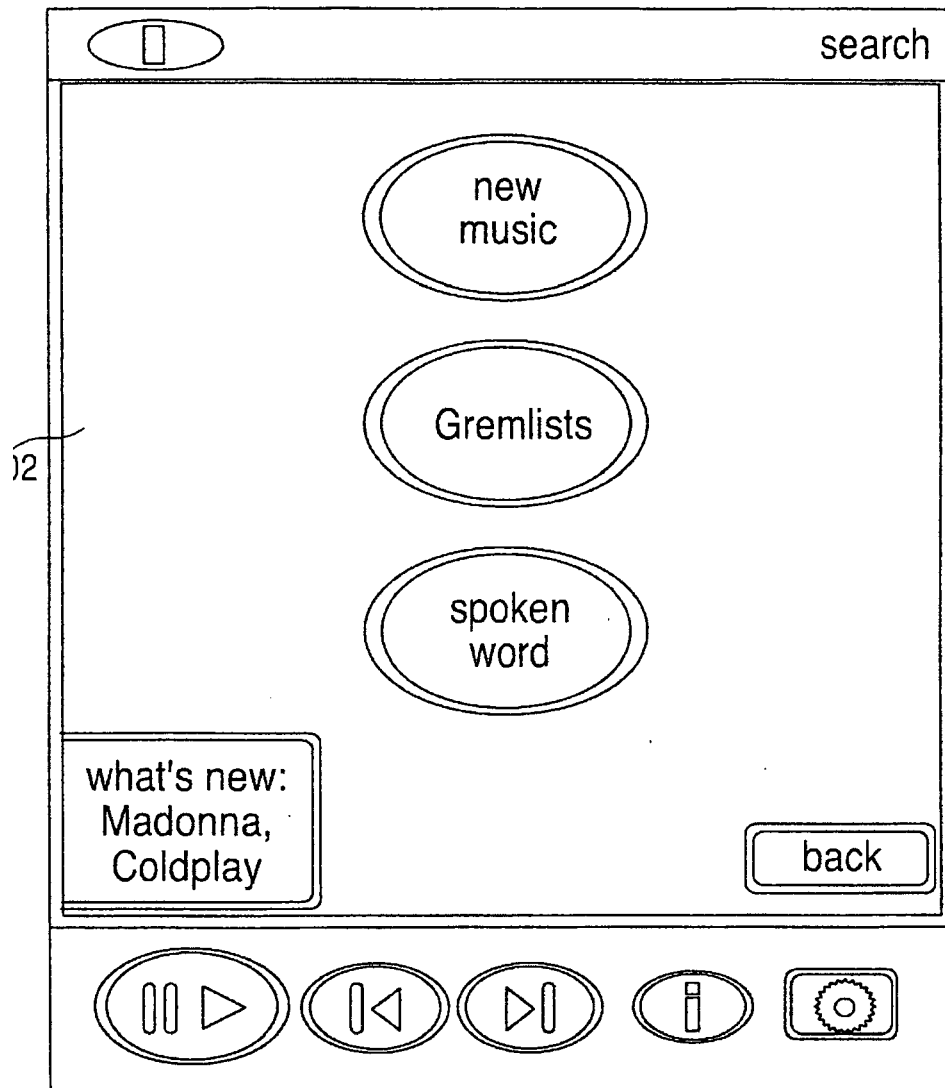 search
new
music
Gremlists
spoken
word
what's new:
Madonna,
Coldplay
back
i